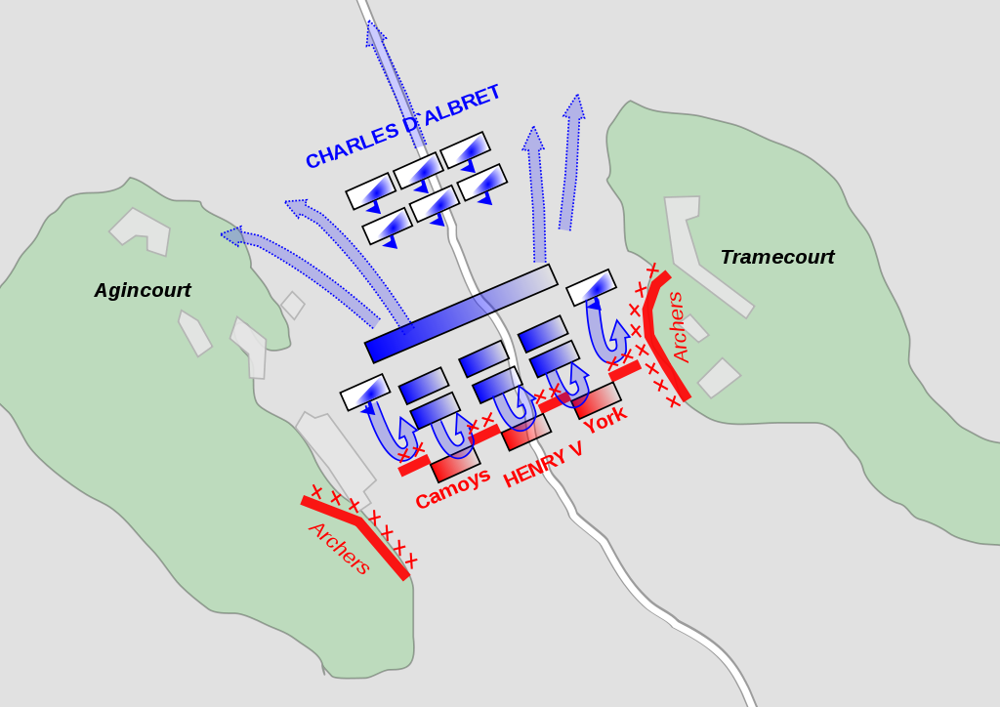 CHARLES D`ALBRET
Tramecourt
Agincourt
Archers
York
HENRY V
Camoys
Archers